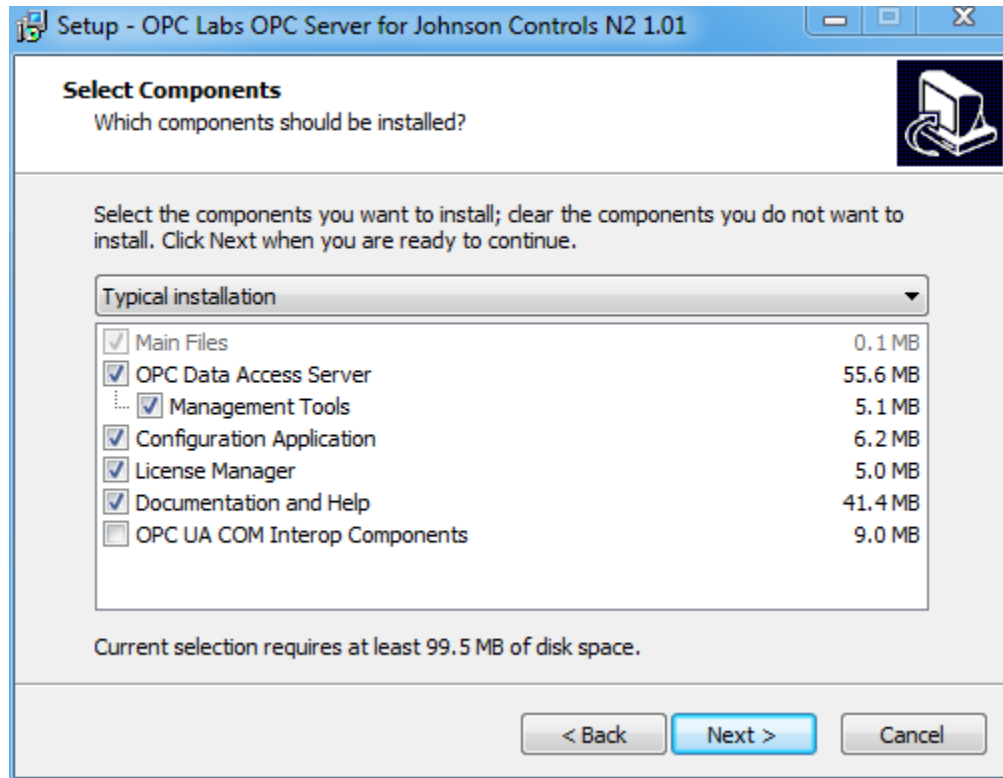 Setup - OPC Labs OPC Server for Johnson Controls N2 1.01
Select Components
Which components should be installed?
Select the components you want to install; clear the components you do not want to
install. Click Next when you are ready to continue.
Typical installation
Main Files 0.1 MB
OPC Data Access Server 55.6 MB
Management Tools 5.1 MB
Configuration Application 6.2 MB
License Manager 5.0 MB
Documentation and Help 41.4 MB
OPC UA COM Interop Components 9.0 MB
Current selection requires at least 99.5 MB of disk space.
< Back Next > Cancel